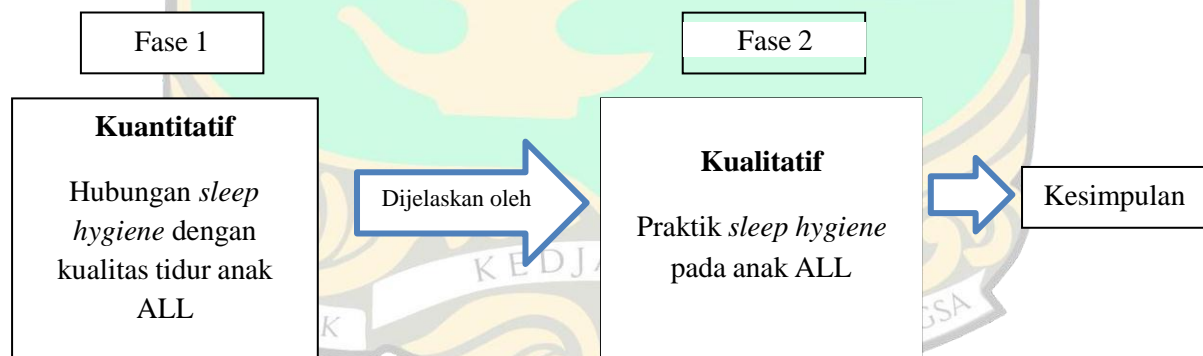 Fase 1
Fase 2
Kuantitatif
Hubungan sleep
hygiene dengan
kualitas tidur anak
ALL
Dijelaskan oleh
Kualitatif
Praktik sleep hygiene
pada anak ALL
Kesimpulan